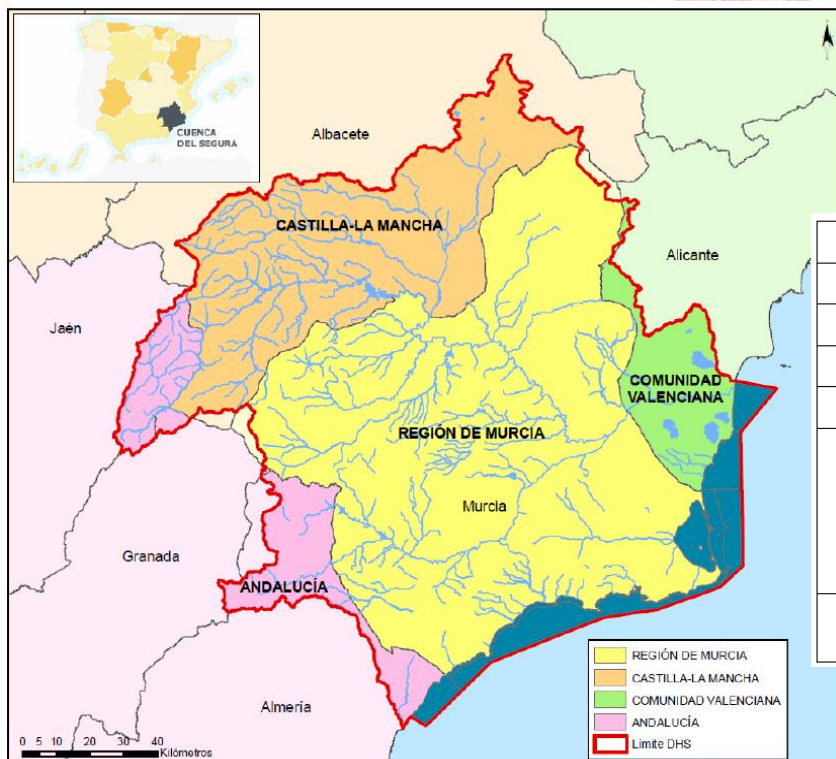 CUENCA
DEL SEGURA
Albacete
CASTILLA-LA MANCHA
Alicante
Jaén
COMUNIDAD
VALENCIANA
REGIÓN DE MURCIA
Murcia
Granada
ANDALUCÍA
Almería
REGIÓN DE MURCIA
CASTILLA-LA MANCHA
COMUNIDAD VALENCIANA
ANDALUCÍA
Límite DHS
0 5 10 20 30 40
Kilómetros